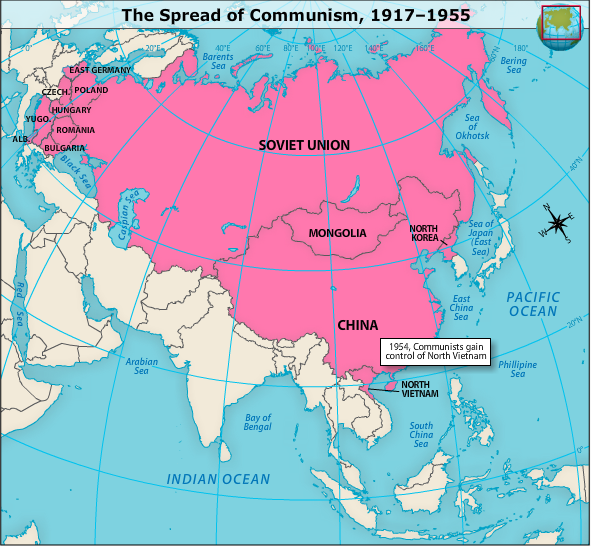 The Spread of Communism, 1917–1955
0°
20°E
40°E
60°E
80°E
100°E
120°E
140°E
160°E
180°
Barents
Sea
Bering
Sea
EAST GERMANY
CZECH.
POLAND
HUNGARY
YUGO.
ROMANIA
ALB.
BULGARIA
Black Sea
Caspian Sea
SOVIET UNION
Sea
of
Okhotsk
40°N
MONGOLIA
NORTH
KOREA
Sea of
Japan
(East
Sea)
N
E
W
S
Red Sea
East
China
Sea
PACIFIC
OCEAN
20°N
CHINA
1954, Communists gain
control of North Vietnam
Arabian
Sea
Phillipine
Sea
NORTH
VIETNAM
Bay of
Bengal
South
China
Sea
0°
INDIAN OCEAN